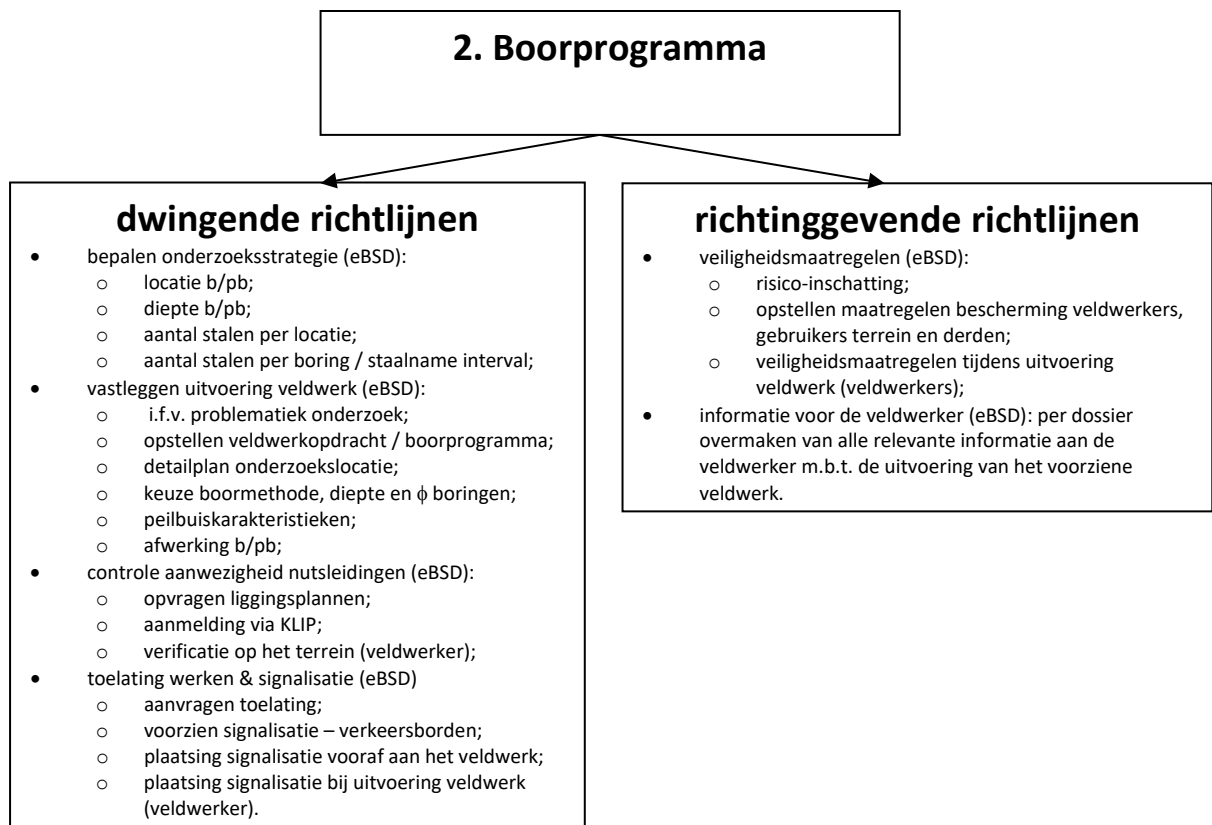 2. Boorprogramma
dwingende richtlijnen
• bepalen onderzoeksstrategie (eBSD):
o locatie b/pb;
o diepte b/pb;
o aantal stalen per locatie;
o aantal stalen per boring / staalname interval;
• vastleggen uitvoering veldwerk (eBSD):
o i.f.v. problematiek onderzoek;
o opstellen veldwerkopdracht / boorprogramma;
o detailplan onderzoekslocatie;
o keuze boormethode, diepte en ϕ boringen;
o peilbuiskarakteristieken;
o afwerking b/pb;
• controle aanwezigheid nutsleidingen (eBSD):
o opvragen liggingsplannen;
o aanmelding via KLIP;
o verificatie op het terrein (veldwerker);
• toelating werken & signalisatie (eBSD)
o aanvragen toelating;
o voorzien signalisatie – verkeersborden;
o plaatsing signalisatie vooraf aan het veldwerk;
o plaatsing signalisatie bij uitvoering veldwerk
(veldwerker).
richtinggevende richtlijnen
• veiligheidsmaatregelen (eBSD):
o risico-inschatting;
o opstellen maatregelen bescherming veldwerkers,
gebruikers terrein en derden;
o veiligheidsmaatregelen tijdens uitvoering
veldwerk (veldwerkers);
• informatie voor de veldwerker (eBSD): per dossier
overmaken van alle relevante informatie aan de
veldwerker m.b.t. de uitvoering van het voorziene
veldwerk.